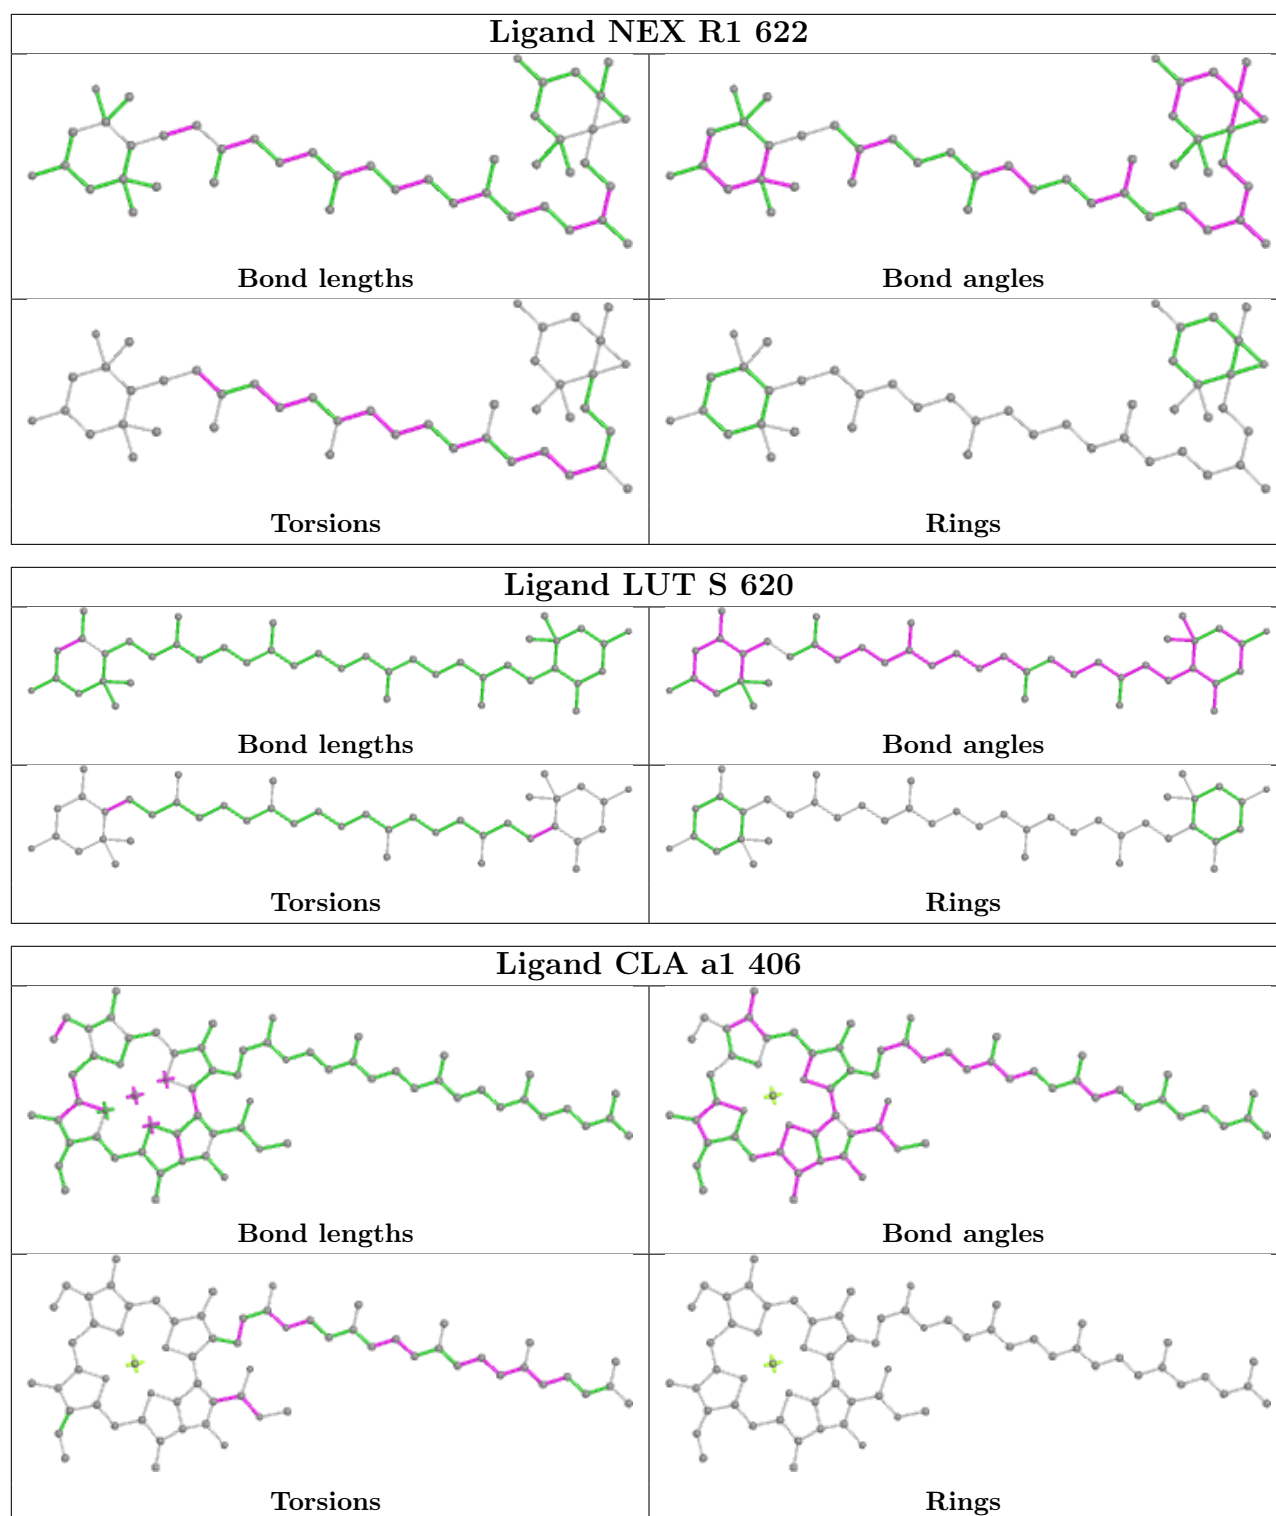 Ligand NEX R1 622
Bond lengths
Bond angles
Torsions
Rings
Ligand LUT S 620
Bond lengths
Bond angles
Torsions
Rings
Ligand CLA a1 406
Bond lengths
Bond angles
Torsions
Rings